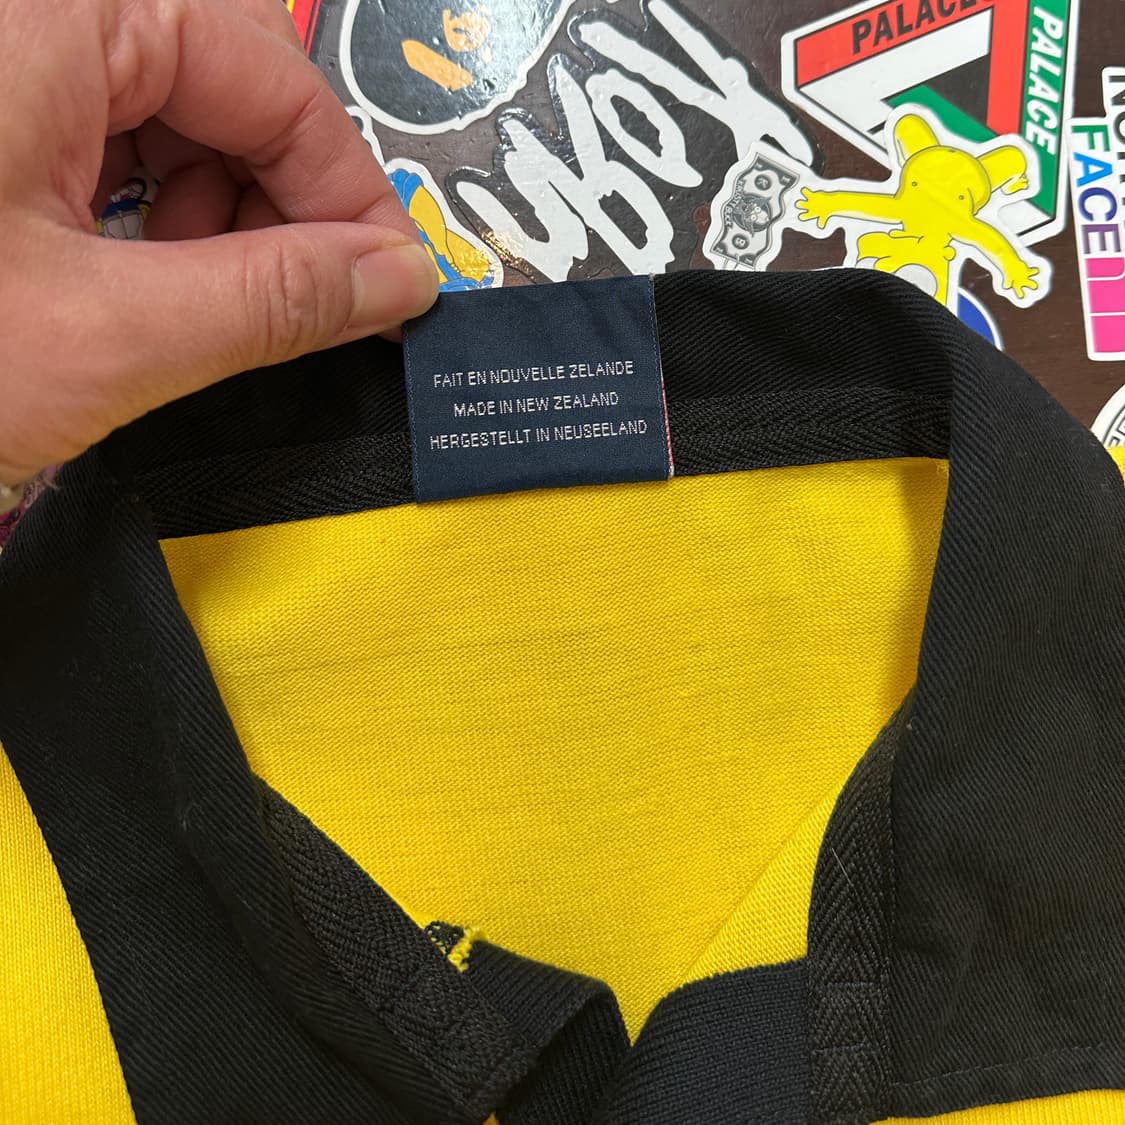 PALACE
PALACE
FACE
FAIT EN NOUVELLE ZELANDE
MADE IN NEW ZEALAND
HERGESTELLT IN NEUSEELAND